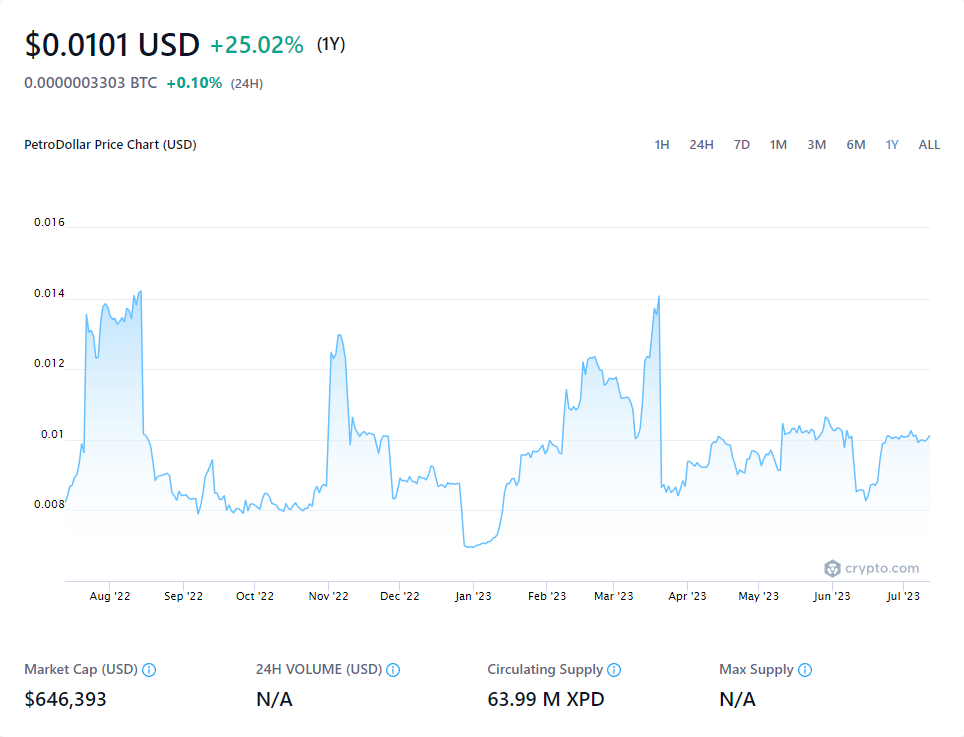 $0.0101 USD +25.02% (1Y)
0.0000003303 BTC +0.10% (24H)
PetroDollar Price Chart (USD) 1H 24H 7D 1M 3M 6M 1Y ALL
0.016
0.014
0.012
0.01
0.008
crypto.com
Aug '22 Sep '22 Oct '22 Nov '22 Dec '22 Jan '23 Feb '23 Mar '23 Apr '23 May '23 Jun '23 Jul '23
Market Cap (USD) 24H VOLUME (USD) Circulating Supply Max Supply
$646,393 N/A 63.99 M XPD N/A